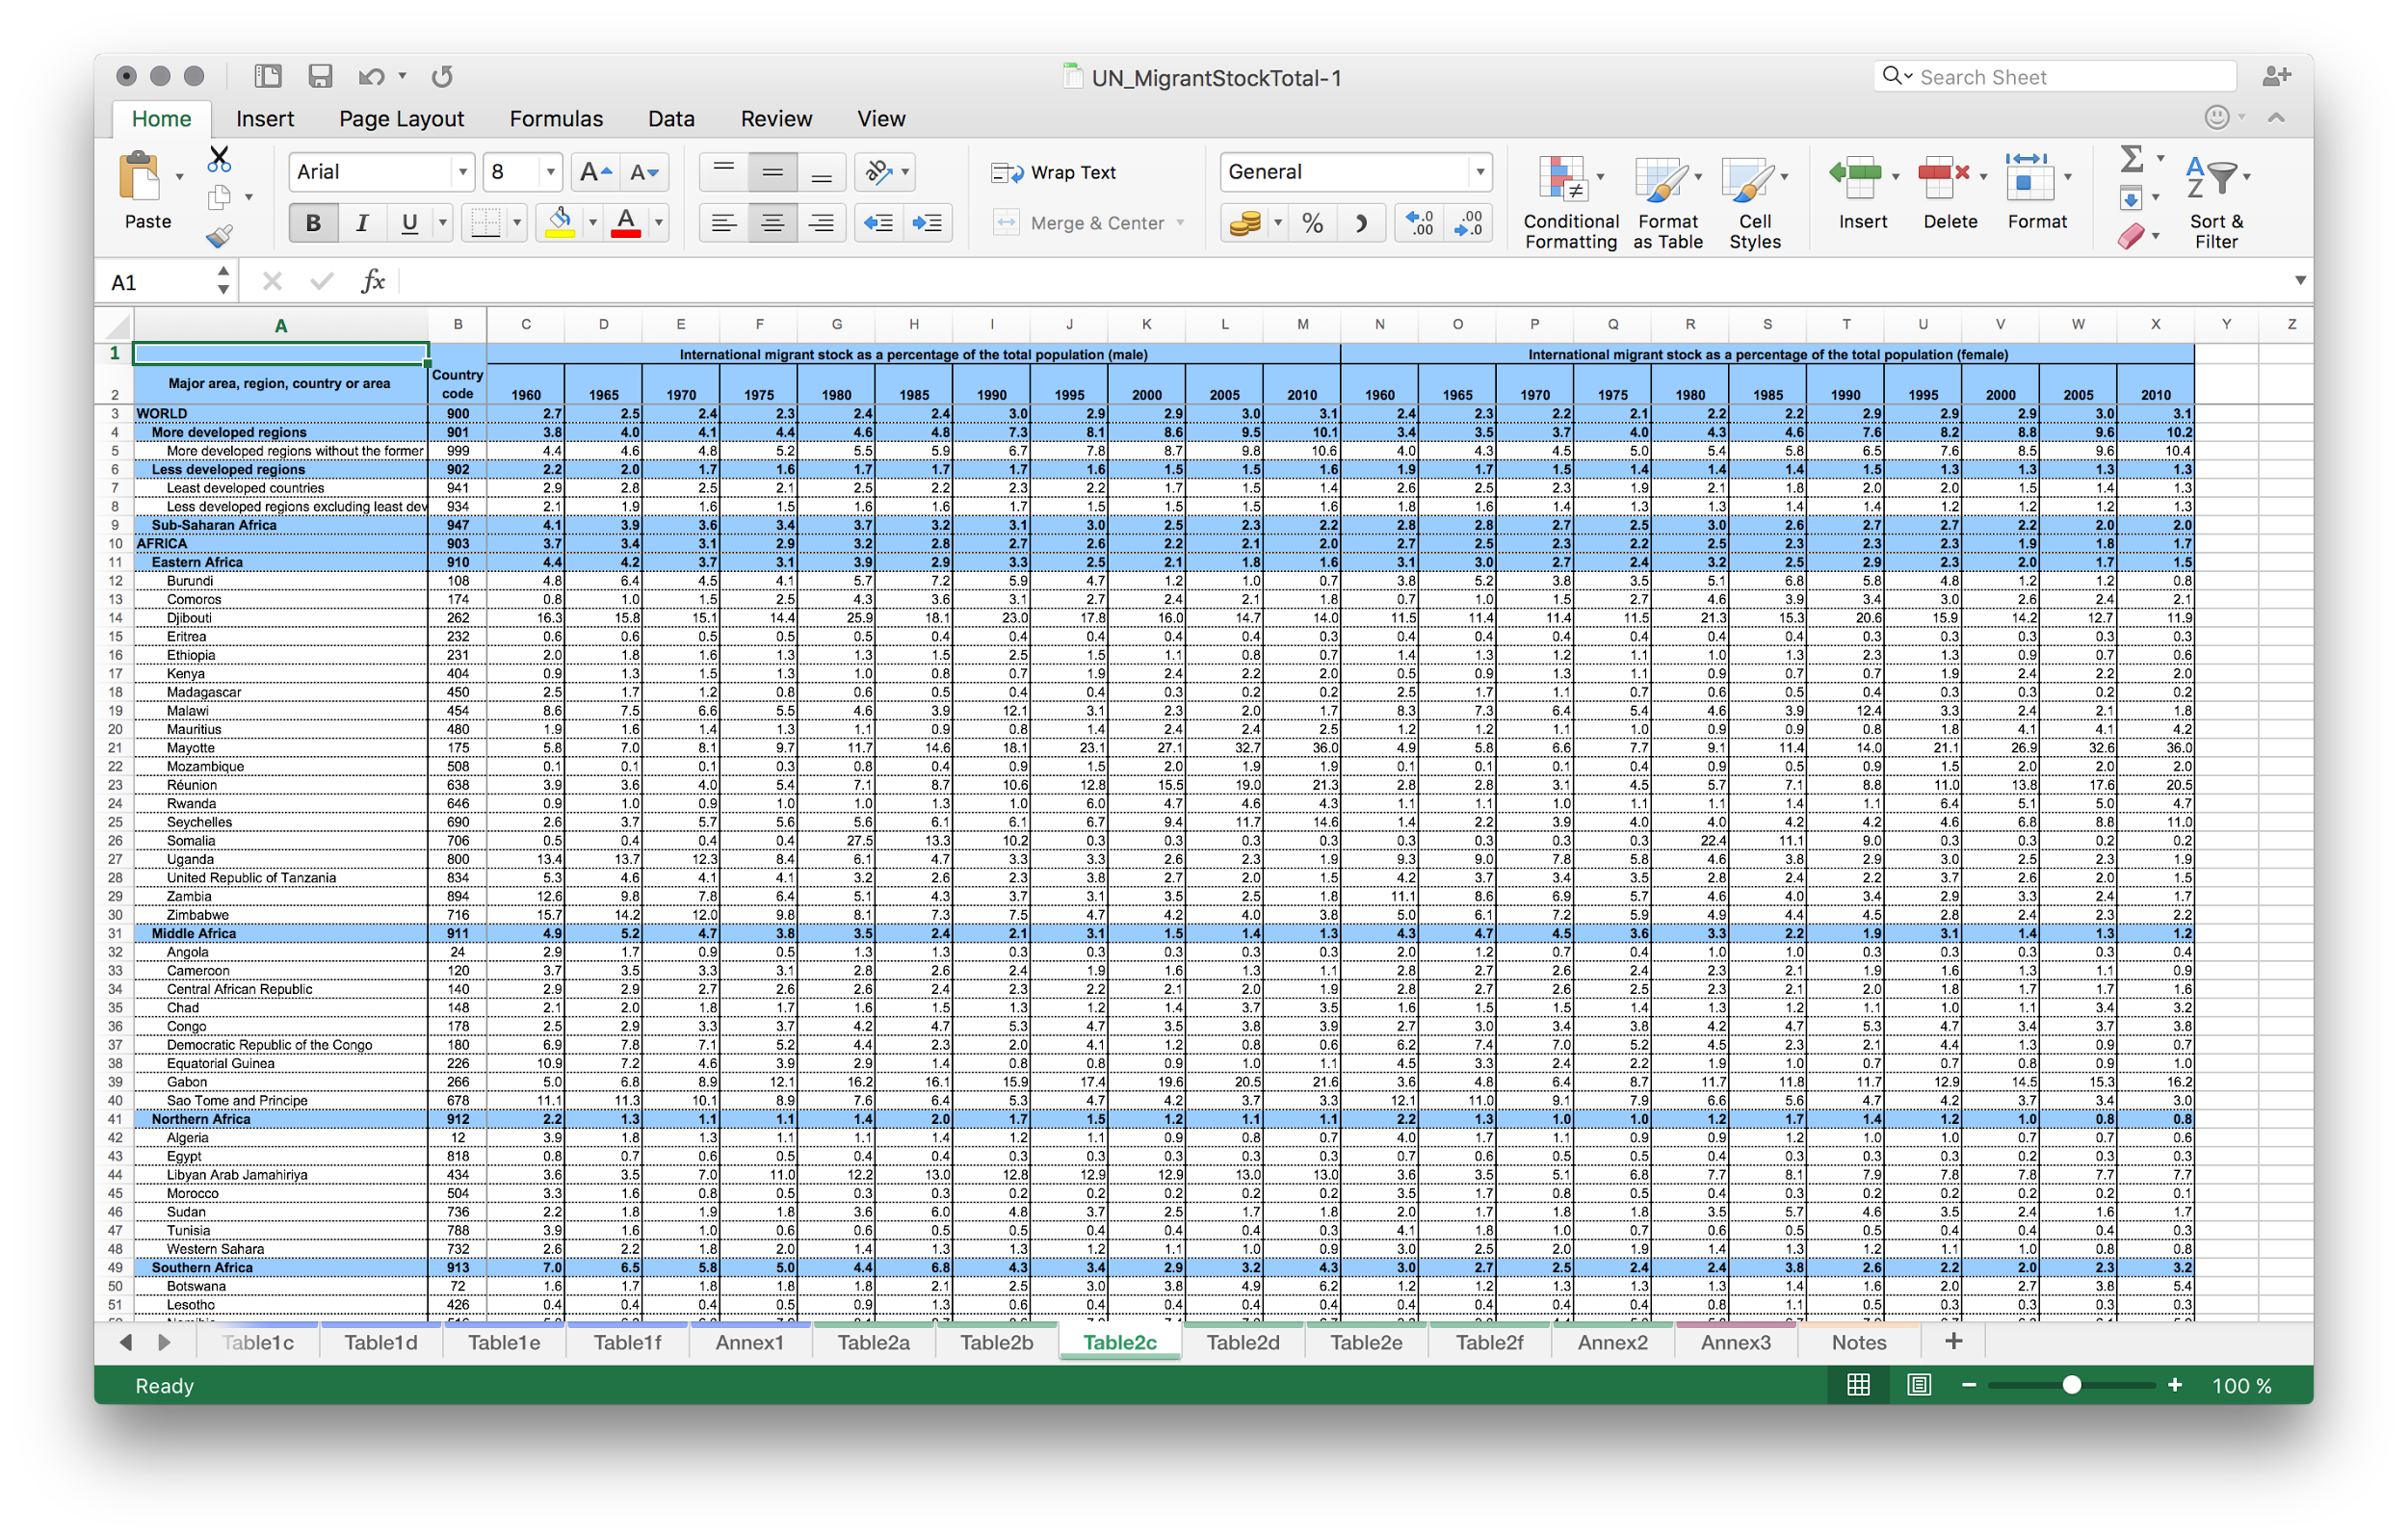 UN_MigrantStockTotal-1
Search Sheet
Home Insert Page Layout Formulas Data Review View
Paste
Arial 8
Wrap Text
General
Merge & Center
B I U
Conditional Formatting
Format as Table
Cell Styles
Insert
Delete
Format
Sort & Filter
A1 fx
A B C D E F G H I J K L M N O P Q R S T U V W X Y Z
1 International migrant stock as a percentage of the total population (male) International migrant stock as a percentage of the total population (female)
2 Major area, region, country or area Country code 1960 1965 1970 1975 1980 1985 1990 1995 2000 2005 2010 1960 1965 1970 1975 1980 1985 1990 1995 2000 2005 2010
3 WORLD 900 2.7 2.5 2.4 2.3 2.4 2.4 3.0 2.9 2.9 3.0 3.1 2.4 2.3 2.2 2.1 2.2 2.2 2.9 2.9 2.9 3.0 3.1
4 More developed regions 901 3.8 4.0 4.1 4.4 4.6 4.8 7.3 8.1 8.6 9.5 10.1 3.4 3.5 3.7 4.0 4.3 4.6 7.6 8.2 8.8 9.6 10.2
5 More developed regions without the former 999 4.4 4.6 4.8 5.2 5.5 5.9 6.7 7.8 8.7 9.8 10.6 4.0 4.3 4.5 5.0 5.4 5.8 6.5 7.6 8.5 9.6 10.4
6 Less developed regions 902 2.2 2.0 1.7 1.6 1.7 1.7 1.7 1.6 1.5 1.5 1.6 1.9 1.7 1.5 1.4 1.4 1.4 1.5 1.3 1.3 1.3 1.3
7 Least developed countries 941 2.9 2.8 2.5 2.1 2.5 2.2 2.3 2.2 1.7 1.5 1.4 2.6 2.5 2.3 1.9 2.1 1.8 2.0 2.0 1.5 1.4 1.3
8 Less developed regions excluding least dev 934 2.1 1.9 1.6 1.5 1.6 1.6 1.7 1.5 1.5 1.5 1.6 1.8 1.6 1.4 1.3 1.3 1.4 1.4 1.2 1.2 1.2 1.3
9 Sub-Saharan Africa 947 4.1 3.9 3.6 3.4 3.7 3.2 3.1 3.0 2.5 2.3 2.2 2.8 2.8 2.7 2.5 3.0 2.6 2.7 2.7 2.2 2.0 2.0
10 AFRICA 903 3.7 3.4 3.1 2.9 3.2 2.8 2.7 2.6 2.2 2.1 2.0 2.7 2.5 2.3 2.2 2.5 2.3 2.3 2.3 1.9 1.8 1.7
11 Eastern Africa 910 4.4 4.2 3.7 3.1 3.9 2.9 3.3 2.5 2.1 1.8 1.6 3.1 3.0 2.7 2.4 3.2 2.5 2.9 2.3 2.0 1.7 1.5
12 Burundi 108 4.8 6.4 4.5 4.1 5.7 7.2 5.9 4.7 1.2 1.0 0.7 3.8 5.2 3.8 3.5 5.1 6.8 5.8 4.8 1.2 1.2 0.8
13 Comoros 174 0.8 1.0 1.5 2.5 4.3 3.6 3.1 2.7 2.4 2.1 1.8 0.7 1.0 1.5 2.7 4.6 3.9 3.4 3.0 2.6 2.4 2.1
14 Djibouti 262 16.3 15.8 15.1 14.4 25.9 18.1 23.0 17.8 16.0 14.7 14.0 11.5 11.4 11.4 11.5 21.3 15.3 20.6 15.9 14.2 12.7 11.9
15 Eritrea 232 0.6 0.6 0.5 0.5 0.5 0.4 0.4 0.4 0.4 0.4 0.3 0.4 0.4 0.4 0.4 0.4 0.4 0.3 0.3 0.3 0.3 0.3
16 Ethiopia 231 2.0 1.8 1.6 1.3 1.3 1.5 2.5 1.5 1.1 0.8 0.7 1.4 1.3 1.2 1.1 1.0 1.3 2.3 1.3 0.9 0.7 0.6
17 Kenya 404 0.9 1.3 1.5 1.3 1.0 0.8 0.7 1.9 2.4 2.2 2.0 0.5 0.9 1.3 1.1 0.9 0.7 0.7 1.9 2.4 2.2 2.0
18 Madagascar 450 2.5 1.7 1.2 0.8 0.6 0.5 0.4 0.4 0.3 0.2 0.2 2.5 1.7 1.1 0.7 0.6 0.5 0.4 0.3 0.3 0.2 0.2
19 Malawi 454 8.6 7.5 6.6 5.5 4.6 3.9 12.1 3.1 2.3 2.0 1.7 8.3 7.3 6.4 5.4 4.6 3.9 12.4 3.3 2.4 2.1 1.8
20 Mauritius 480 1.9 1.6 1.4 1.3 1.1 0.9 0.8 1.4 2.4 2.4 2.5 1.2 1.2 1.1 1.0 0.9 0.9 0.8 1.8 4.1 4.1 4.2
21 Mayotte 175 5.8 7.0 8.1 9.7 11.7 14.6 18.1 23.1 27.1 32.7 36.0 4.9 5.8 6.6 7.7 9.1 11.4 14.0 21.1 26.9 32.6 36.0
22 Mozambique 508 0.1 0.1 0.1 0.3 0.8 0.4 0.9 1.5 2.0 1.9 1.9 0.1 0.1 0.1 0.4 0.9 0.5 0.9 1.5 2.0 2.0 2.0
23 Réunion 638 3.9 3.6 4.0 5.4 7.1 8.7 10.6 12.8 15.5 19.0 21.3 2.8 2.8 3.1 4.5 5.7 7.1 8.8 11.0 13.8 17.6 20.5
24 Rwanda 646 0.9 1.0 0.9 1.0 1.0 1.3 1.0 6.0 4.7 4.6 4.3 1.1 1.1 1.0 1.1 1.1 1.4 1.1 6.4 5.1 5.0 4.7
25 Seychelles 690 2.6 3.7 5.7 5.6 5.6 6.1 6.1 6.7 9.4 11.7 14.6 1.4 2.2 3.9 4.0 4.0 4.2 4.2 4.6 6.8 8.8 11.0
26 Somalia 706 0.5 0.4 0.4 0.4 27.5 13.3 10.2 0.3 0.3 0.3 0.3 0.3 0.3 0.3 0.3 22.4 11.1 9.0 0.3 0.3 0.2 0.2
27 Uganda 800 13.4 13.7 12.3 8.4 6.1 4.7 3.3 3.3 2.6 2.3 1.9 9.3 9.0 7.8 5.8 4.6 3.8 2.9 3.0 2.5 2.3 1.9
28 United Republic of Tanzania 834 5.3 4.6 4.1 4.1 3.2 2.6 2.3 3.8 2.7 2.0 1.5 4.2 3.7 3.4 3.5 2.8 2.4 2.2 3.7 2.6 2.0 1.5
29 Zambia 894 12.6 9.8 7.8 6.4 5.1 4.3 3.7 3.1 3.5 2.5 1.8 11.1 8.6 6.9 5.7 4.6 4.0 3.4 2.9 3.3 2.4 1.7
30 Zimbabwe 716 15.7 14.2 12.0 9.8 8.1 7.3 7.5 4.7 4.2 4.0 3.8 5.0 6.1 7.2 5.9 4.9 4.4 4.5 2.8 2.4 2.3 2.2
31 Middle Africa 911 4.9 5.2 4.7 3.8 3.5 2.4 2.1 3.1 1.5 1.4 1.3 4.3 4.7 4.5 3.6 3.3 2.2 1.9 3.1 1.4 1.3 1.2
32 Angola 24 2.9 1.7 0.9 0.5 1.3 1.3 0.3 0.3 0.3 0.3 0.3 2.0 1.2 0.7 0.4 1.0 1.0 0.3 0.3 0.3 0.3 0.4
33 Cameroon 120 3.7 3.5 3.3 3.1 2.8 2.6 2.4 1.9 1.6 1.3 1.1 2.8 2.7 2.6 2.4 2.3 2.1 1.9 1.6 1.3 1.1 0.9
34 Central African Republic 140 2.9 2.9 2.7 2.6 2.6 2.4 2.3 2.2 2.1 2.0 1.9 2.8 2.7 2.6 2.5 2.3 2.1 2.0 1.8 1.7 1.7 1.6
35 Chad 148 2.1 2.0 1.8 1.7 1.6 1.5 1.3 1.2 1.4 3.7 3.5 1.6 1.5 1.5 1.4 1.3 1.2 1.1 1.0 1.1 3.4 3.2
36 Congo 178 2.5 2.9 3.3 3.7 4.2 4.7 5.3 4.7 3.5 3.8 3.9 2.7 3.0 3.4 3.8 4.2 4.7 5.3 4.7 3.4 3.7 3.8
37 Democratic Republic of the Congo 180 6.9 7.8 7.1 5.2 4.4 2.3 2.0 4.1 1.2 0.8 0.6 6.2 7.4 7.0 5.2 4.5 2.3 2.1 4.4 1.3 0.9 0.7
38 Equatorial Guinea 226 10.9 7.2 4.6 3.9 2.9 1.4 0.8 0.8 0.9 1.0 1.1 4.5 3.3 2.4 2.2 1.9 1.0 0.7 0.7 0.8 0.9 1.0
39 Gabon 266 5.0 6.8 8.9 12.1 16.2 16.1 15.9 17.4 19.6 20.5 21.6 3.6 4.8 6.4 8.7 11.7 11.8 11.7 12.9 14.5 15.3 16.2
40 Sao Tome and Principe 678 11.1 11.3 10.1 8.9 7.6 6.4 5.3 4.7 4.2 3.7 3.3 12.1 11.0 9.1 7.9 6.6 5.6 4.7 4.2 3.7 3.4 3.0
41 Northern Africa 912 2.2 1.3 1.1 1.1 1.4 2.0 1.7 1.5 1.2 1.1 1.1 2.2 1.3 1.0 1.0 1.2 1.7 1.4 1.2 1.0 0.8 0.8
42 Algeria 12 3.9 1.8 1.3 1.1 1.1 1.4 1.2 1.1 0.9 0.8 0.7 4.0 1.7 1.1 0.9 0.9 1.2 1.0 1.0 0.7 0.7 0.6
43 Egypt 818 0.8 0.7 0.6 0.5 0.4 0.4 0.3 0.3 0.3 0.3 0.3 0.7 0.6 0.5 0.5 0.4 0.3 0.3 0.3 0.2 0.3 0.3
44 Libyan Arab Jamahiriya 434 3.6 3.5 7.0 11.0 12.2 13.0 12.8 12.9 12.9 13.0 13.0 3.6 3.5 5.1 6.8 7.7 8.1 7.9 7.8 7.8 7.7 7.7
45 Morocco 504 3.3 1.6 0.8 0.5 0.3 0.3 0.2 0.2 0.2 0.2 0.2 3.5 1.7 0.8 0.5 0.4 0.3 0.2 0.2 0.2 0.2 0.1
46 Sudan 736 2.2 1.8 1.9 1.8 3.6 6.0 4.8 3.7 2.5 1.7 1.8 2.0 1.7 1.8 1.8 3.5 5.7 4.6 3.5 2.4 1.6 1.7
47 Tunisia 788 3.9 1.6 1.0 0.6 0.6 0.5 0.5 0.4 0.4 0.4 0.3 4.1 1.8 1.0 0.7 0.6 0.5 0.5 0.4 0.4 0.4 0.3
48 Western Sahara 732 2.6 2.2 1.8 2.0 1.4 1.3 1.3 1.2 1.1 1.0 0.9 3.0 2.5 2.0 1.9 1.4 1.3 1.2 1.1 1.0 0.8 0.8
49 Southern Africa 913 7.0 6.5 5.8 5.0 4.4 6.8 4.3 3.4 2.9 3.2 4.3 3.0 2.7 2.5 2.4 2.4 3.8 2.6 2.2 2.0 2.3 3.2
50 Botswana 72 1.6 1.7 1.8 1.8 1.8 2.1 2.5 3.0 3.8 4.9 6.2 1.2 1.2 1.3 1.3 1.3 1.4 1.6 2.0 2.7 3.8 5.4
51 Lesotho 426 0.4 0.4 0.4 0.5 0.9 1.3 0.6 0.4 0.4 0.4 0.4 0.4 0.4 0.4 0.4 0.8 1.1 0.5 0.3 0.3 0.3 0.3
Table1c Table1d Table1e Table1f Annex1 Table2a Table2b Table2c Table2d Table2e Table2f Annex2 Annex3 Notes +
Ready 100 %